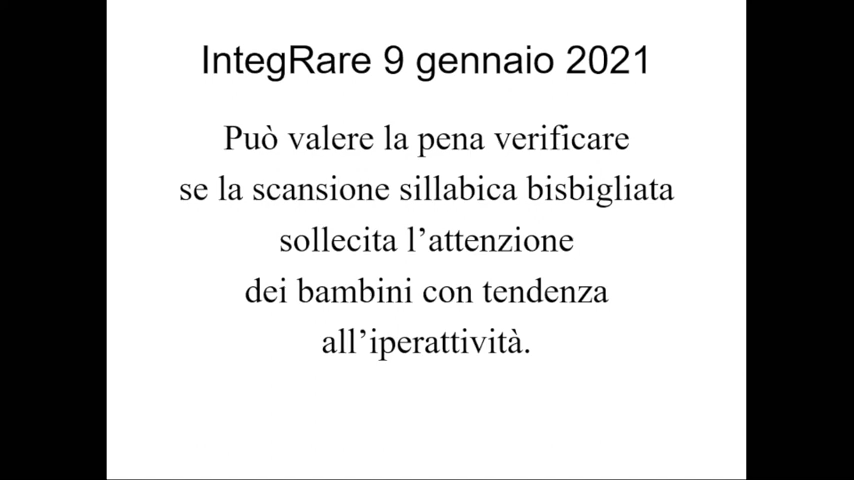 IntegRare 9 gennaio 2021
Può valere la pena verificare
se la scansione sillabica bisbigliata
sollecita l’attenzione
dei bambini con tendenza
all’iperattività.